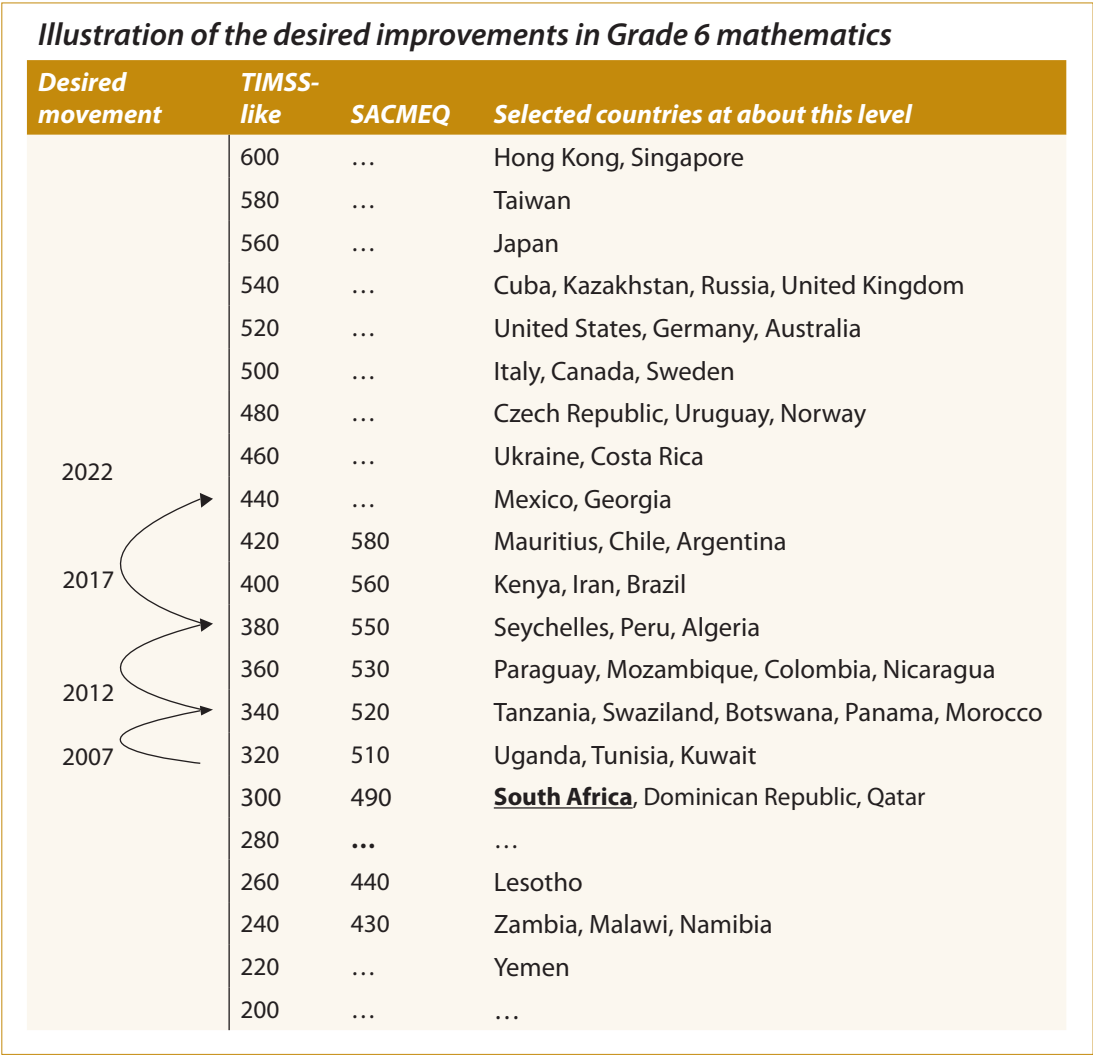 Illustration of the desired improvements in Grade 6 mathematics
Desired movement TIMSS-like SACMEQ Selected countries at about this level
600 … Hong Kong, Singapore
580 … Taiwan
560 … Japan
540 … Cuba, Kazakhstan, Russia, United Kingdom
520 … United States, Germany, Australia
500 … Italy, Canada, Sweden
480 … Czech Republic, Uruguay, Norway
460 … Ukraine, Costa Rica
2022
440 … Mexico, Georgia
420 580 Mauritius, Chile, Argentina
2017 400 560 Kenya, Iran, Brazil
380 550 Seychelles, Peru, Algeria
360 530 Paraguay, Mozambique, Colombia, Nicaragua
2012
340 520 Tanzania, Swaziland, Botswana, Panama, Morocco
2007 320 510 Uganda, Tunisia, Kuwait
300 490 South Africa, Dominican Republic, Qatar
280 … …
260 440 Lesotho
240 430 Zambia, Malawi, Namibia
220 … Yemen
200 … …